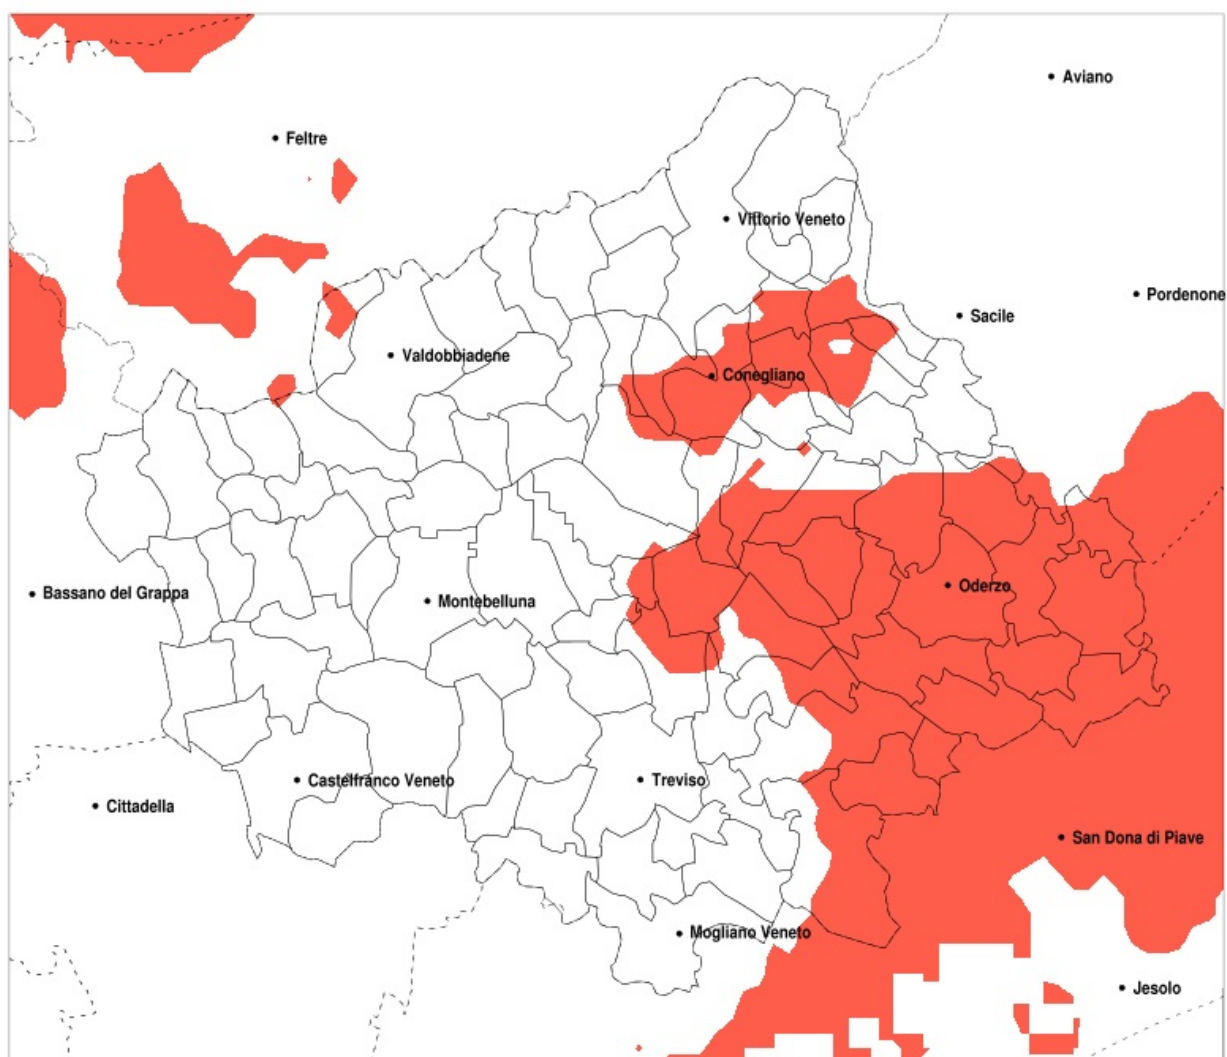 Aviano
Feltre
Vittorio Veneto
Pordenone
Sacile
Valdobbiadene
Conegliano
Oderzo
Bassano del Grappa
Montebelluna
Castelfranco Veneto
Treviso
Cittadella
San Dona di Piave
Mogliano Veneto
Jesolo